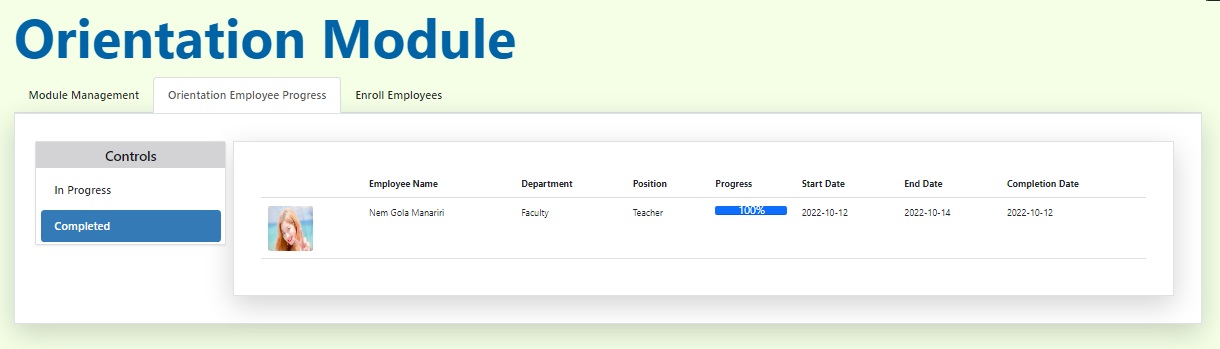 Orientation Module
Module Management Orientation Employee Progress Enroll Employees
Controls
In Progress
Completed
Employee Name Department Position Progress Start Date End Date Completion Date
Nem Gola Manariri Faculty Teacher 100% 2022-10-12 2022-10-14 2022-10-12